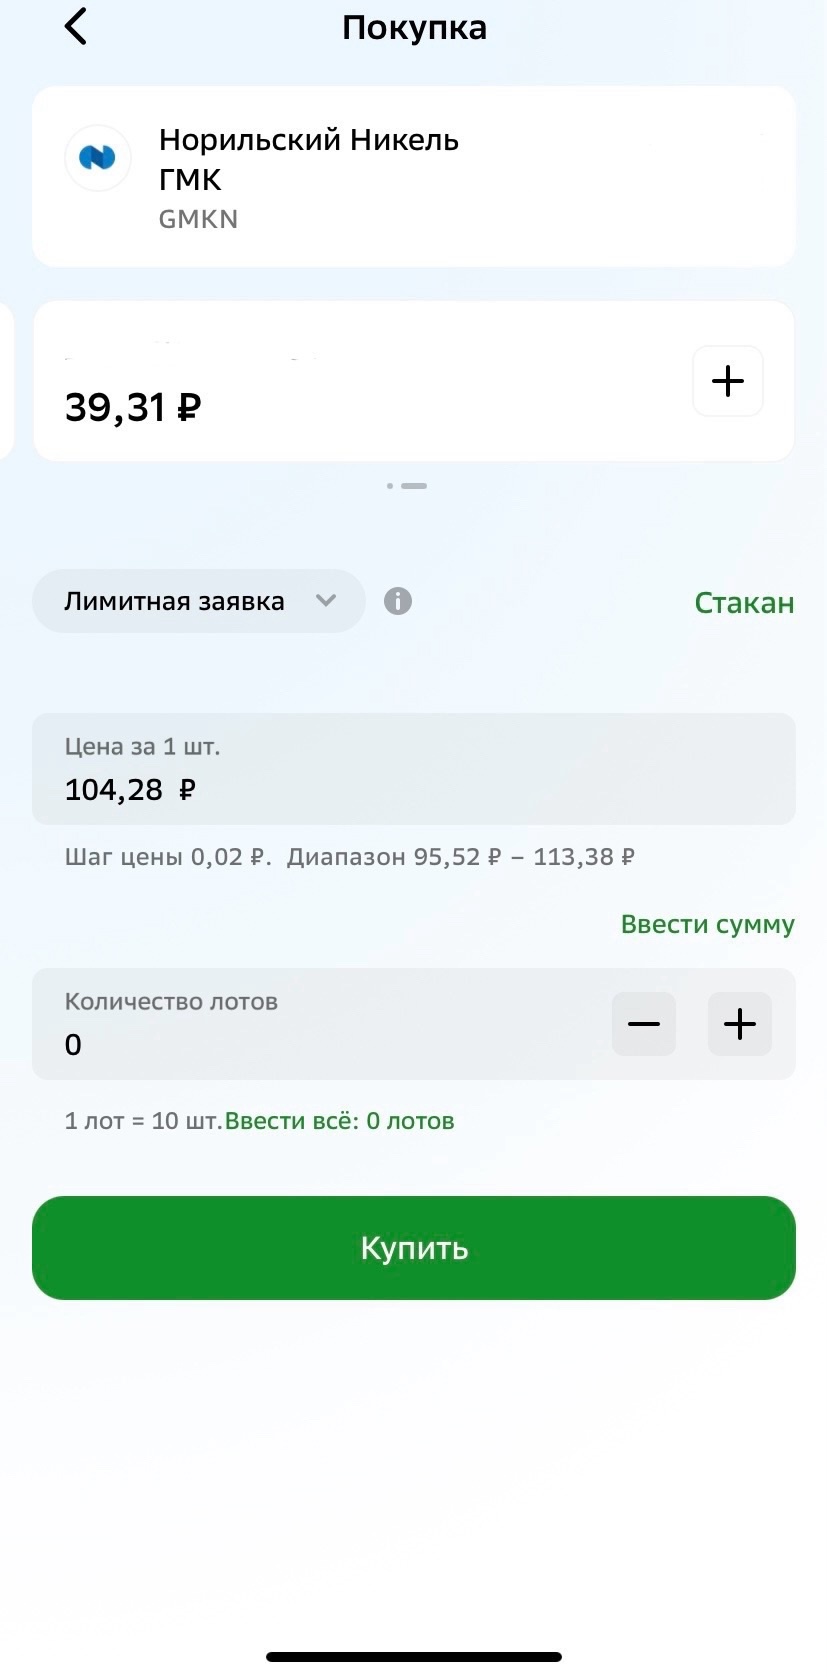 Покупка
Норильский Никель
ГМК
GMKN
39,31 ₽
Лимитная заявка
Стакан
Цена за 1 шт.
104,28 ₽
Шаг цены 0,02 ₽. Диапазон 95,52 ₽ – 113,38 ₽
Ввести сумму
Количество лотов
0
1 лот = 10 шт.Ввести всё: 0 лотов
Купить